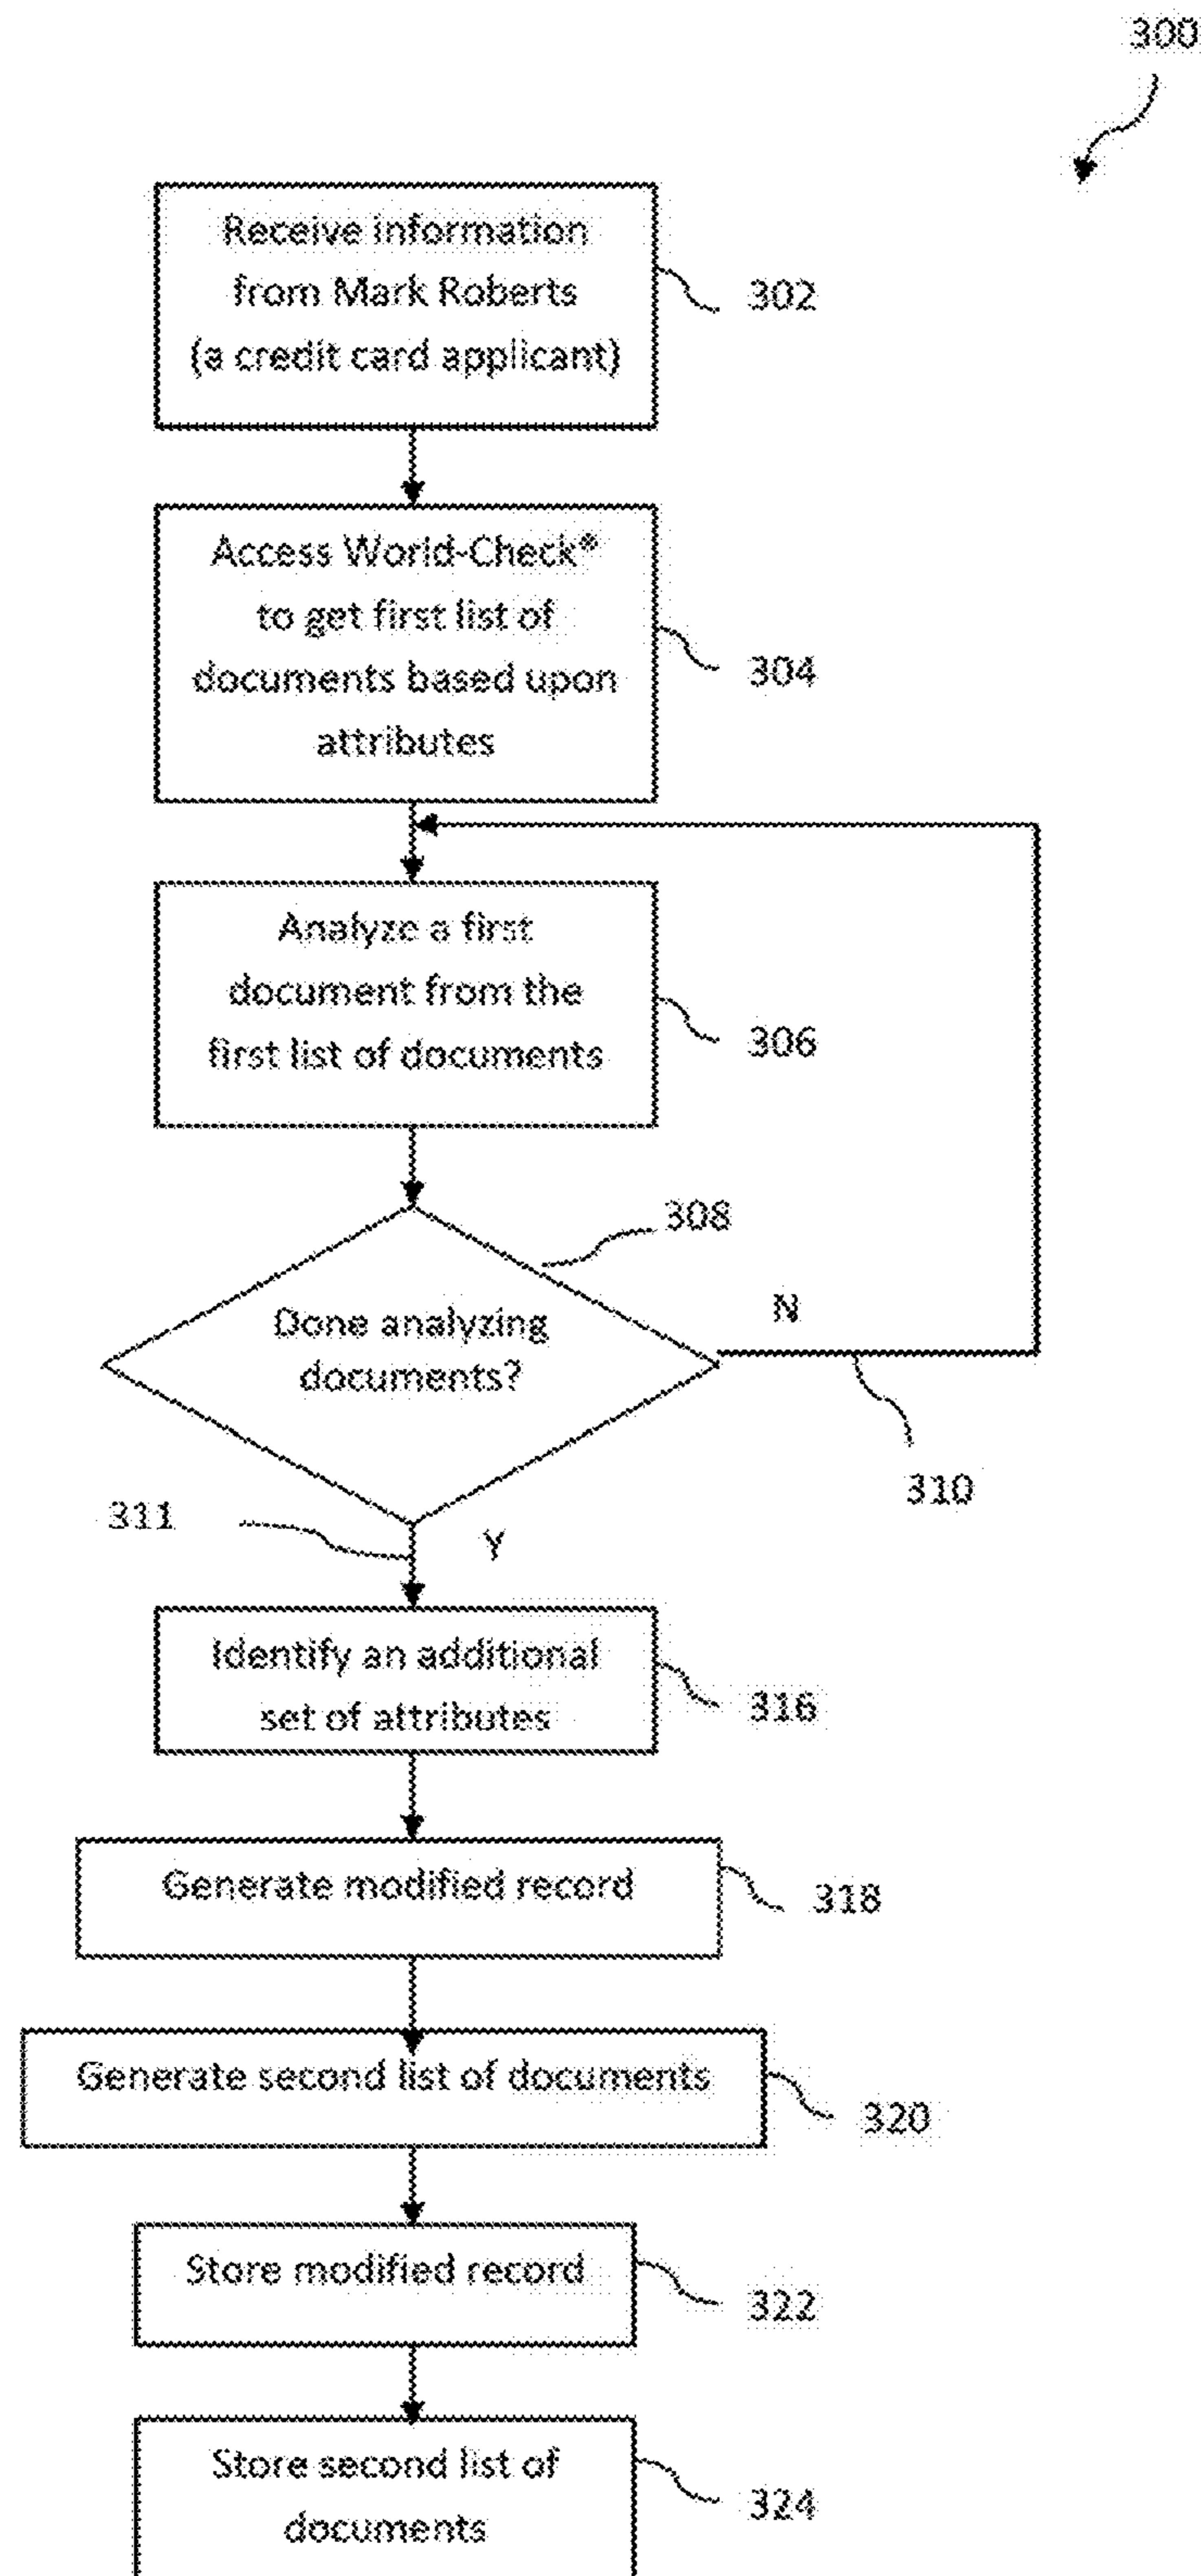 300
Receive information
from Mark Roberts
(a credit card applicant)
302
Access World-Check®
to get first list of
documents based upon
attributes
304
Analyze a first
document from the
first list of documents
306
308
Done analyzing
documents?
N
310
311
Y
Identify an additional
set of attributes
316
Generate modified record
318
Generate second list of documents
320
Store modified record
322
Store second list of
documents
324